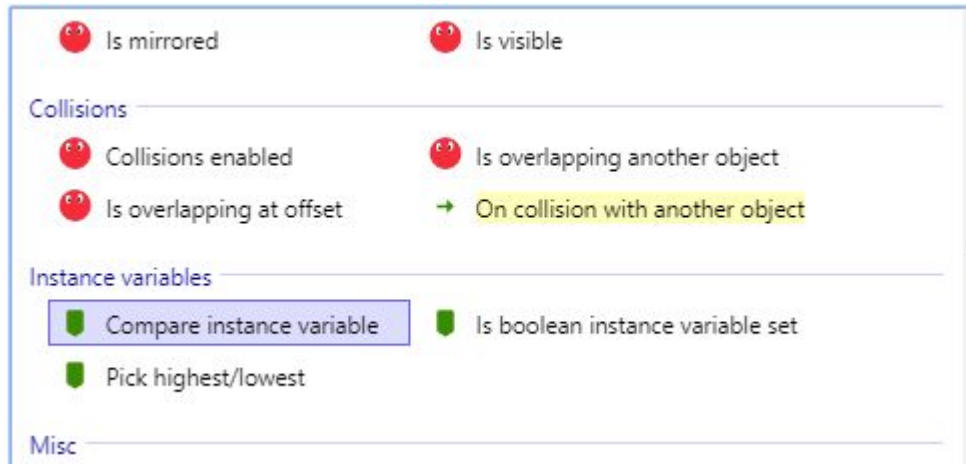 Is mirrored Is visible
Collisions
Collisions enabled Is overlapping another object
Is overlapping at offset On collision with another object
Instance variables
Compare instance variable Is boolean instance variable set
Pick highest/lowest
Misc